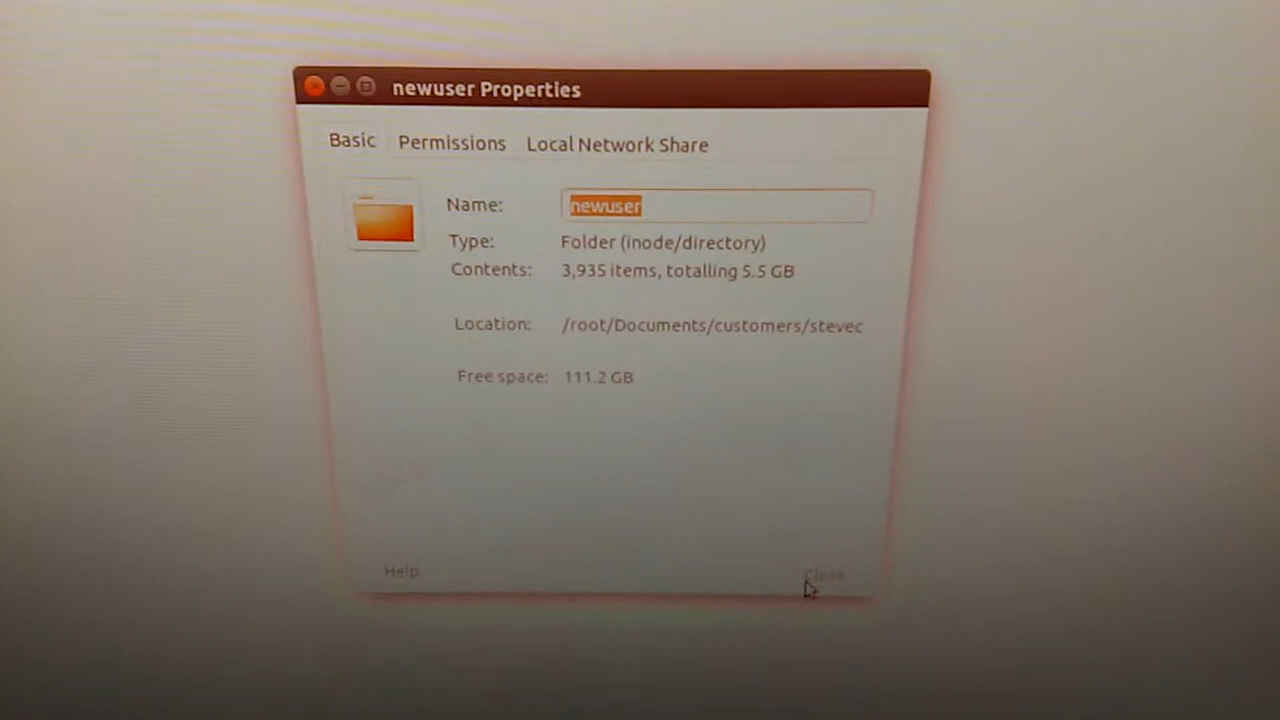 newuser Properties
Basic Permissions Local Network Share
Name: newuser
Type: Folder (inode/directory)
Contents: 3,935 items, totalling 5.5 GB
Location: /root/Documents/customers/stevec
Free space: 111.2 GB
Help Close